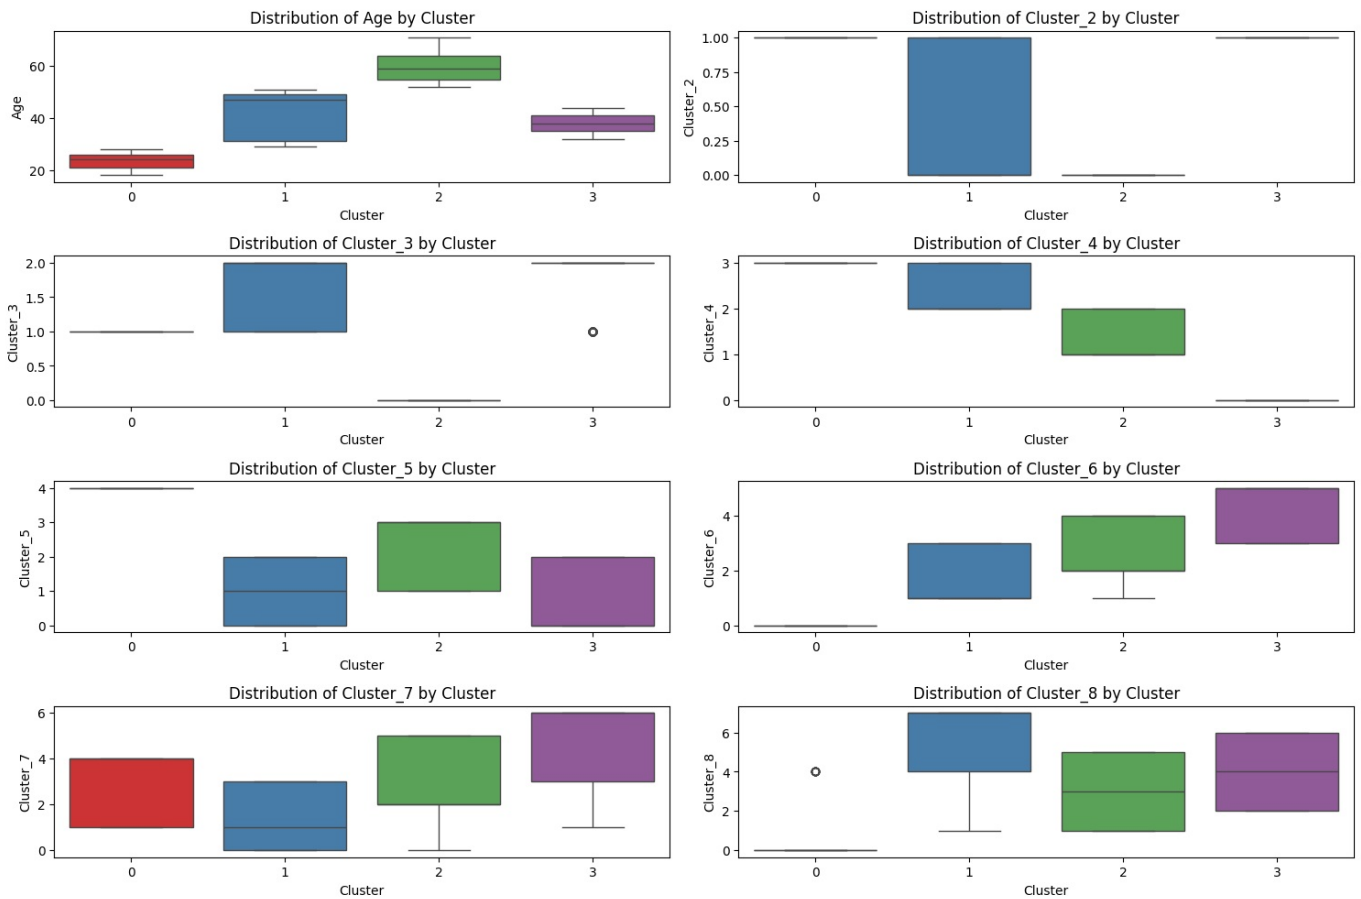 Distribution of Age by Cluster
Age
60
40
20
0 1 2 3
Cluster
Distribution of Cluster_2 by Cluster
Cluster_2
1.00
0.75
0.50
0.25
0.00
0 1 2 3
Cluster
Distribution of Cluster_3 by Cluster
Cluster_3
2.0
1.5
1.0
0.5
0.0
0 1 2 3
Cluster
Distribution of Cluster_4 by Cluster
Cluster_4
3
2
1
0
0 1 2 3
Cluster
Distribution of Cluster_5 by Cluster
Cluster_5
4
3
2
1
0
0 1 2 3
Cluster
Distribution of Cluster_6 by Cluster
Cluster_6
4
2
0
0 1 2 3
Cluster
Distribution of Cluster_7 by Cluster
Cluster_7
6
4
2
0
0 1 2 3
Cluster
Distribution of Cluster_8 by Cluster
Cluster_8
6
4
2
0
0 1 2 3
Cluster